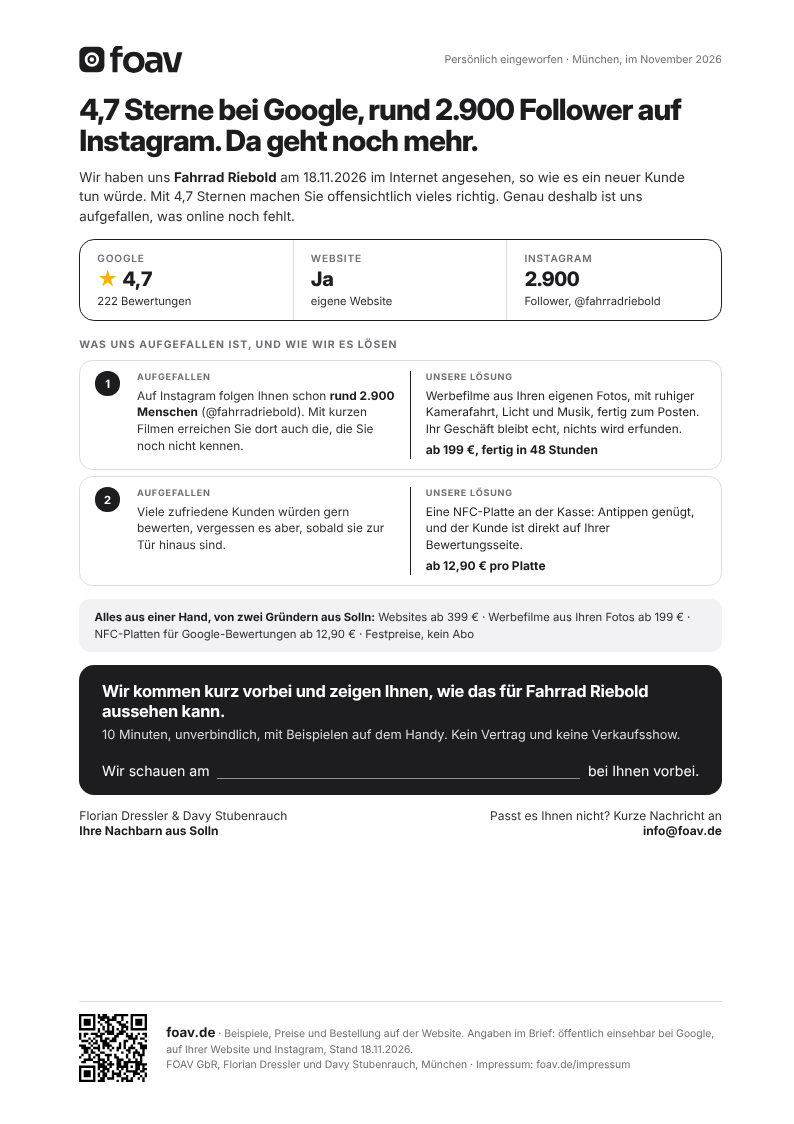 foav
Persönlich eingeworfen · München, im November 2026
4,7 Sterne bei Google, rund 2.900 Follower auf
Instagram. Da geht noch mehr.
Wir haben uns Fahrrad Riebold am 18.11.2026 im Internet angesehen, so wie es ein neuer Kunde
tun würde. Mit 4,7 Sternen machen Sie offensichtlich vieles richtig. Genau deshalb ist uns
aufgefallen, was online noch fehlt.
GOOGLE
★ 4,7
222 Bewertungen
WEBSITE
Ja
eigene Website
INSTAGRAM
2.900
Follower, @fahrradriebold
WAS UNS AUFGEFALLEN IST, UND WIE WIR ES LÖSEN
1
AUFGEFALLEN
Auf Instagram folgen Ihnen schon rund 2.900
Menschen (@fahrradriebold). Mit kurzen
Filmen erreichen Sie dort auch die, die Sie
noch nicht kennen.
UNSERE LÖSUNG
Werbefilme aus Ihren eigenen Fotos, mit ruhiger
Kamerafahrt, Licht und Musik, fertig zum Posten.
Ihr Geschäft bleibt echt, nichts wird erfunden.
ab 199 €, fertig in 48 Stunden
2
AUFGEFALLEN
Viele zufriedene Kunden würden gern
bewerten, vergessen es aber, sobald sie zur
Tür hinaus sind.
UNSERE LÖSUNG
Eine NFC-Platte an der Kasse: Antippen genügt,
und der Kunde ist direkt auf Ihrer
Bewertungsseite.
ab 12,90 € pro Platte
Alles aus einer Hand, von zwei Gründern aus Solln: Websites ab 399 € · Werbefilme aus Ihren Fotos ab 199 € ·
NFC-Platten für Google-Bewertungen ab 12,90 € · Festpreise, kein Abo
Wir kommen kurz vorbei und zeigen Ihnen, wie das für Fahrrad Riebold
aussehen kann.
10 Minuten, unverbindlich, mit Beispielen auf dem Handy. Kein Vertrag und keine Verkaufsshow.
Wir schauen am bei Ihnen vorbei.
Florian Dressler & Davy Stubenrauch
Ihre Nachbarn aus Solln
Passt es Ihnen nicht? Kurze Nachricht an
info@foav.de
foav.de · Beispiele, Preise und Bestellung auf der Website. Angaben im Brief: öffentlich einsehbar bei Google,
auf Ihrer Website und Instagram, Stand 18.11.2026.
FOAV GbR, Florian Dressler und Davy Stubenrauch, München · Impressum: foav.de/impressum